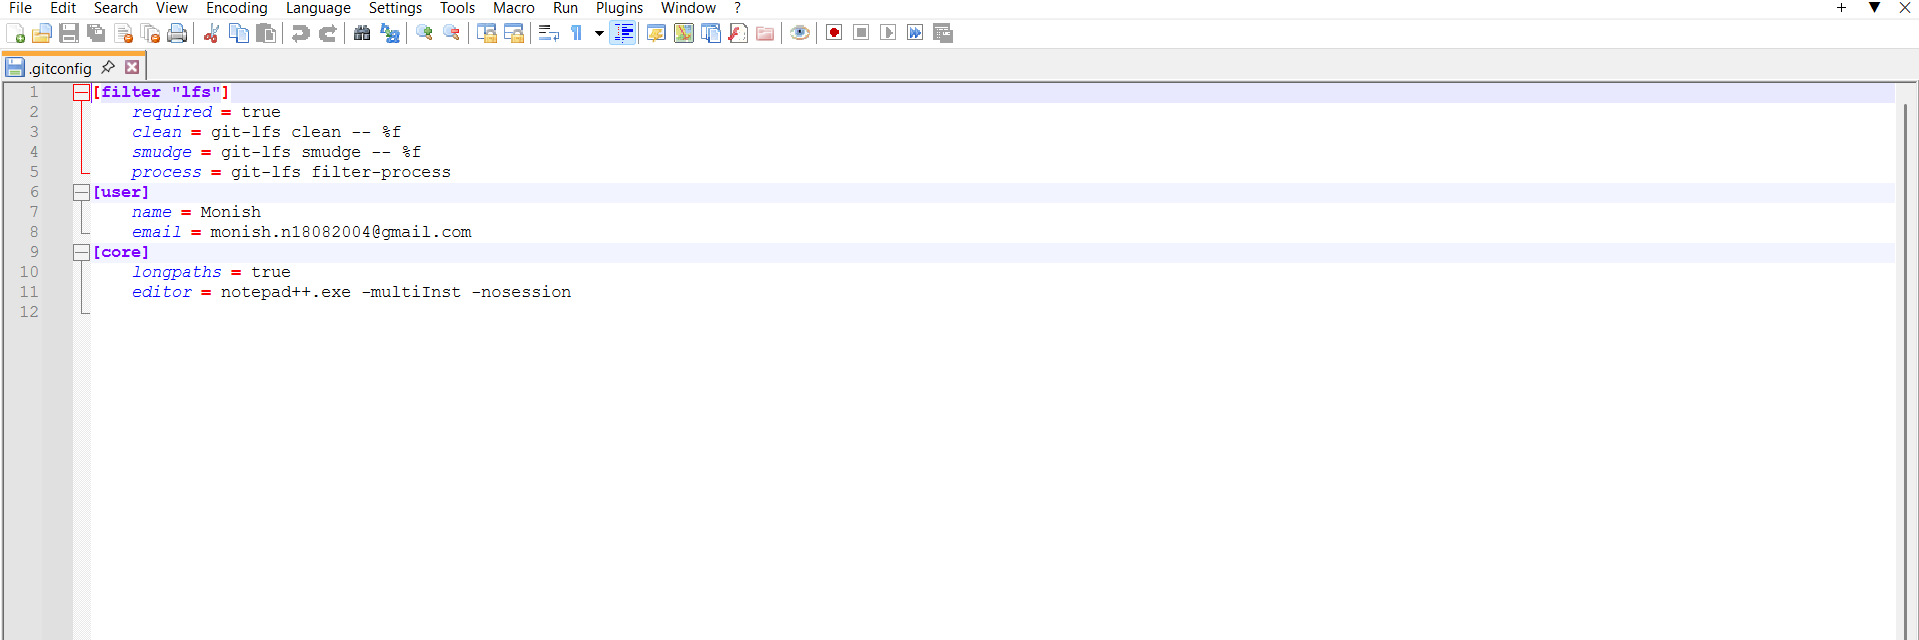 File Edit Search View Encoding Language Settings Tools Macro Run Plugins Window ?
.gitconfig
1 [filter "lfs"]
2 required = true
3 clean = git-lfs clean -- %f
4 smudge = git-lfs smudge -- %f
5 process = git-lfs filter-process
6 [user]
7 name = Monish
8 email = monish.n18082004@gmail.com
9 [core]
10 longpaths = true
11 editor = notepad++.exe -multiInst -nosession
12